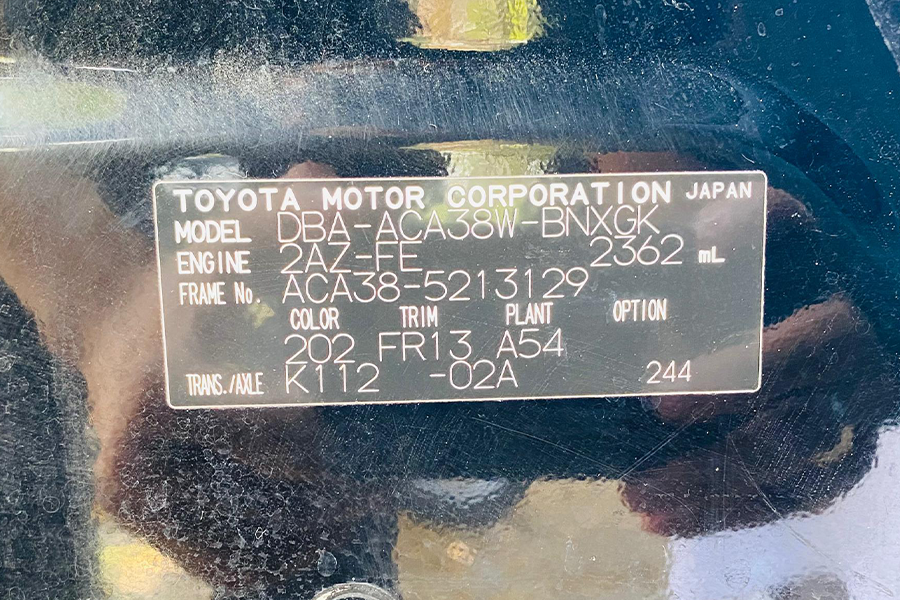 TOYOTA MOTOR CORPORATION JAPAN
MODEL DBA-ACA38W-BNXGK
ENGINE 2AZ-FE 2362 mL
FRAME No. ACA38-5213129
COLOR TRIM PLANT OPTION
202 FR13 A54
TRANS./AXLE K112 -02A 244